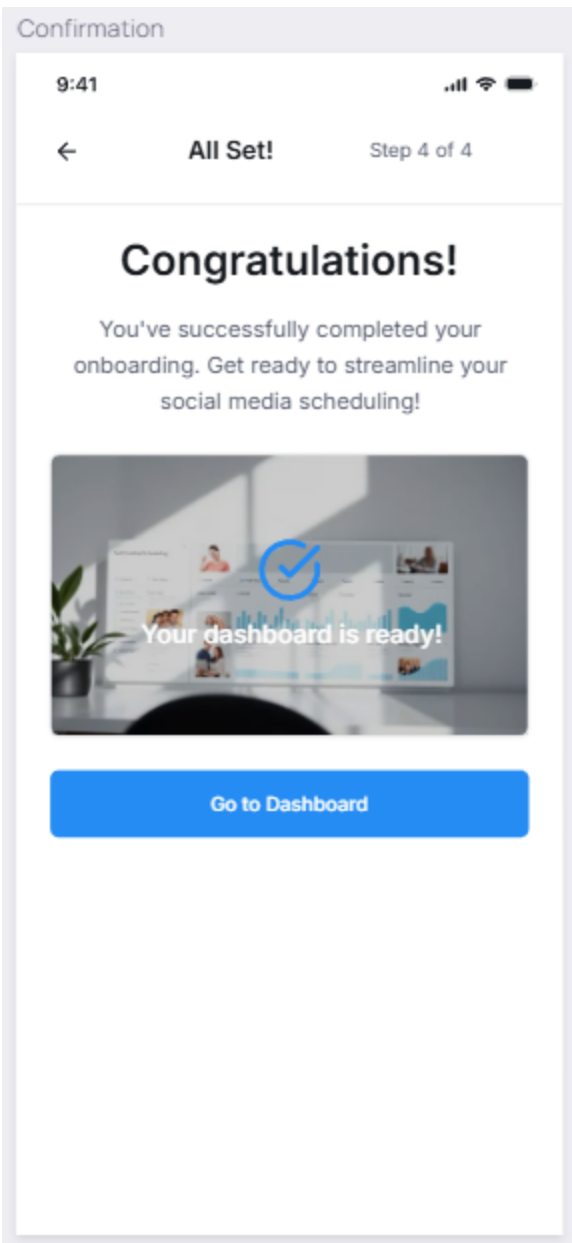 Confirmation
9:41
All Set!
Step 4 of 4
Congratulations!
You've successfully completed your
onboarding. Get ready to streamline your
social media scheduling!
Your dashboard is ready!
Go to Dashboard